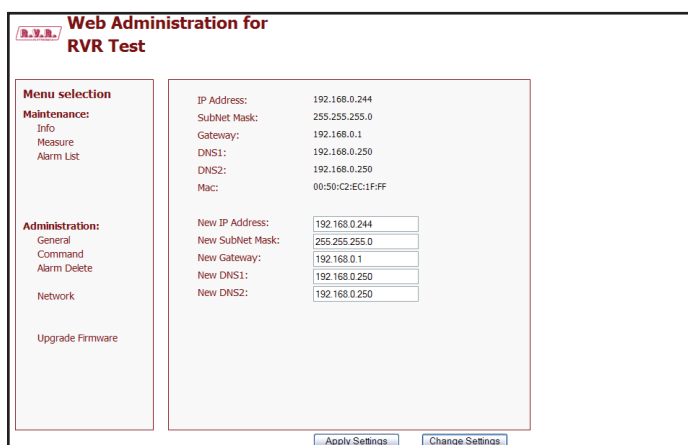 R.V.R.
Web Administration for
RVR Test
Menu selection
Maintenance:
Info
Measure
Alarm List
Administration:
General
Command
Alarm Delete
Network
Upgrade Firmware
IP Address: 192.168.0.244
SubNet Mask: 255.255.255.0
Gateway: 192.168.0.1
DNS1: 192.168.0.250
DNS2: 192.168.0.250
Mac: 00:50:C2:EC:1F:FF
New IP Address: 192.168.0.244
New SubNet Mask: 255.255.255.0
New Gateway: 192.168.0.1
New DNS1: 192.168.0.250
New DNS2: 192.168.0.250
Apply Settings Change Settings